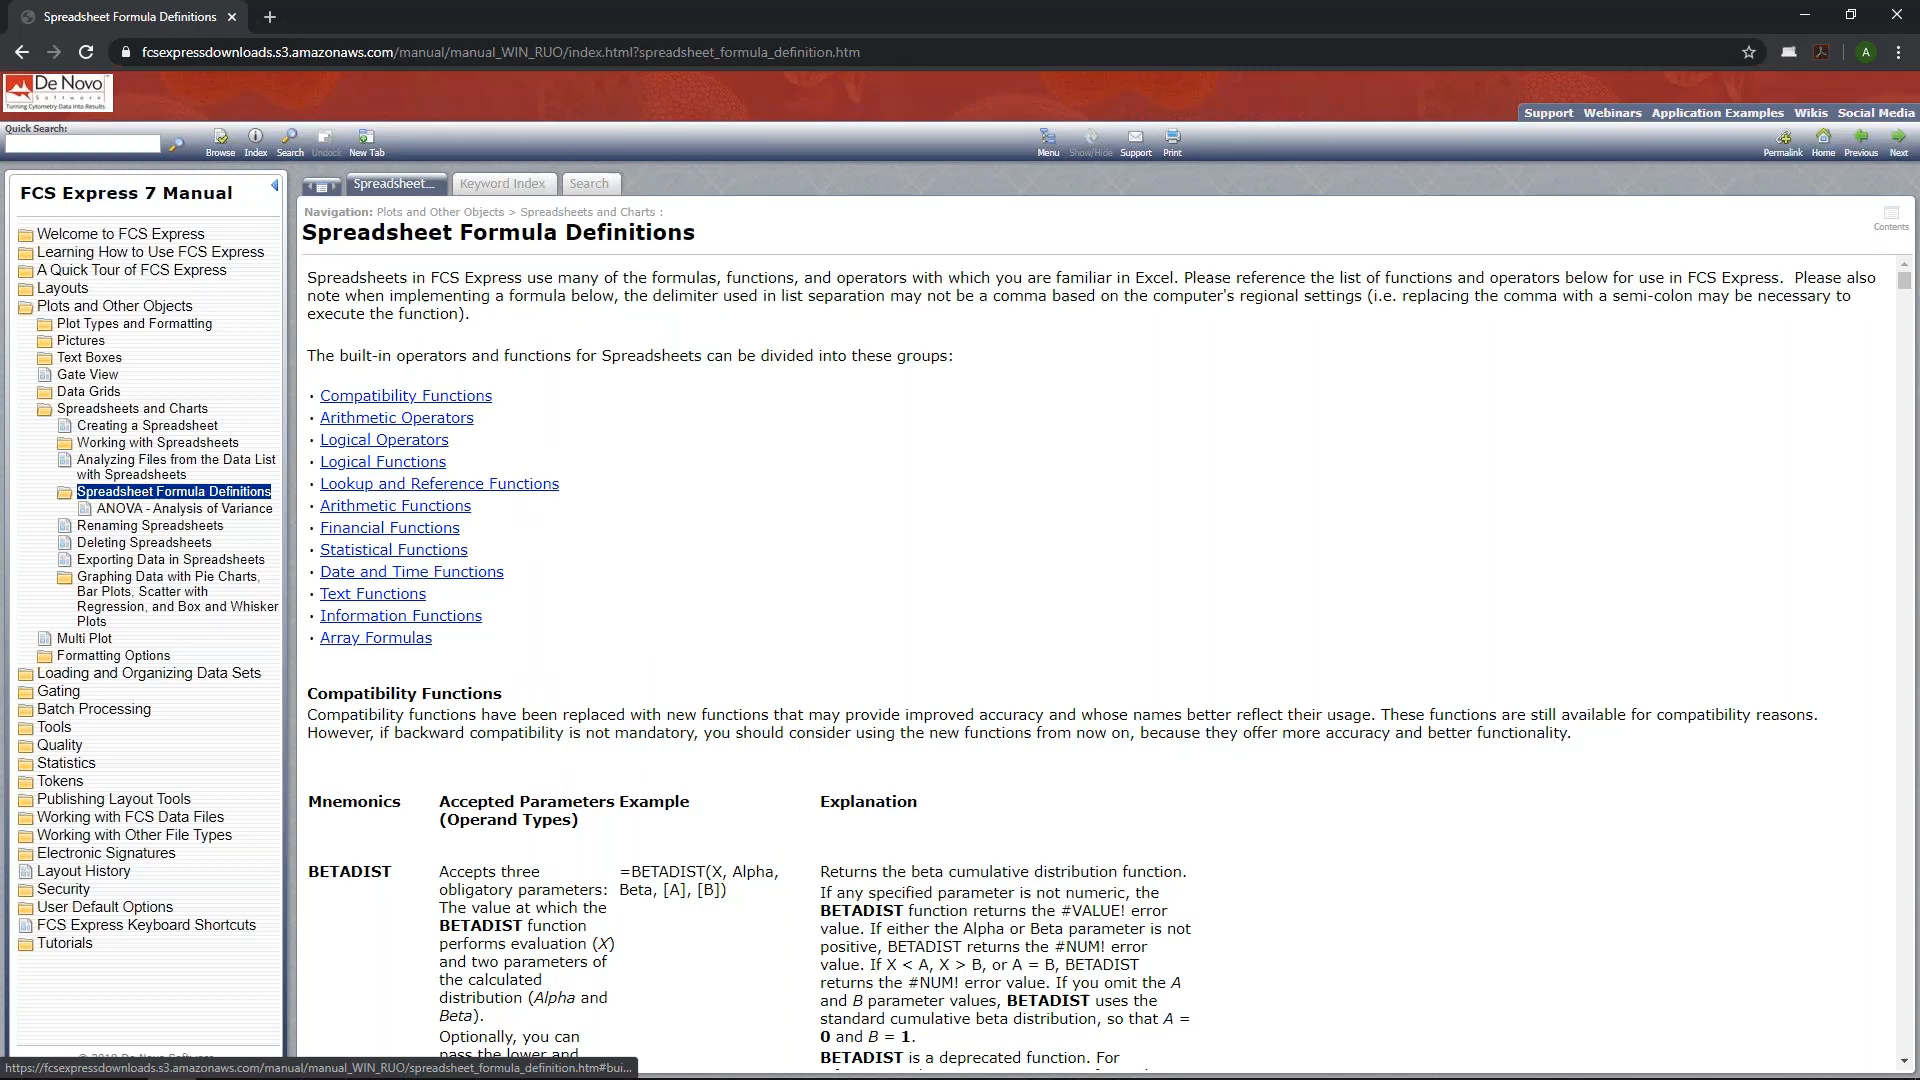 Spreadsheet Formula Definitions
fcsexpressdownloads.s3.amazonaws.com/manual/manual_WIN_RUO/index.html?spreadsheet_formula_definition.htm
A
De Novo
Software
Turning Cytometry Data into Results
Support Webinars Application Examples Wikis Social Media
Quick Search:
Browse Index Search Undock New Tab
Menu Show/Hide Support Print
Permalink Home Previous Next
FCS Express 7 Manual
Welcome to FCS Express
Learning How to Use FCS Express
A Quick Tour of FCS Express
Layouts
Plots and Other Objects
Plot Types and Formatting
Pictures
Text Boxes
Gate View
Data Grids
Spreadsheets and Charts
Creating a Spreadsheet
Working with Spreadsheets
Analyzing Files from the Data List
with Spreadsheets
Spreadsheet Formula Definitions
ANOVA - Analysis of Variance
Renaming Spreadsheets
Deleting Spreadsheets
Exporting Data in Spreadsheets
Graphing Data with Pie Charts,
Bar Plots, Scatter with
Regression, and Box and Whisker
Plots
Multi Plot
Formatting Options
Loading and Organizing Data Sets
Gating
Batch Processing
Tools
Quality
Statistics
Tokens
Publishing Layout Tools
Working with FCS Data Files
Working with Other File Types
Electronic Signatures
Layout History
Security
User Default Options
FCS Express Keyboard Shortcuts
Tutorials
Spreadsheet... Keyword Index Search
Navigation: Plots and Other Objects > Spreadsheets and Charts :
Spreadsheet Formula Definitions
Contents
Spreadsheets in FCS Express use many of the formulas, functions, and operators with which you are familiar in Excel. Please reference the list of functions and operators below for use in FCS Express. Please also
note when implementing a formula below, the delimiter used in list separation may not be a comma based on the computer's regional settings (i.e. replacing the comma with a semi-colon may be necessary to
execute the function).
The built-in operators and functions for Spreadsheets can be divided into these groups:
• Compatibility Functions
• Arithmetic Operators
• Logical Operators
• Logical Functions
• Lookup and Reference Functions
• Arithmetic Functions
• Financial Functions
• Statistical Functions
• Date and Time Functions
• Text Functions
• Information Functions
• Array Formulas
Compatibility Functions
Compatibility functions have been replaced with new functions that may provide improved accuracy and whose names better reflect their usage. These functions are still available for compatibility reasons.
However, if backward compatibility is not mandatory, you should consider using the new functions from now on, because they offer more accuracy and better functionality.
Mnemonics
Accepted Parameters
(Operand Types)
Example
Explanation
BETADIST
Accepts three
obligatory parameters:
The value at which the
BETADIST function
performs evaluation (X)
and two parameters of
the calculated
distribution (Alpha and
Beta).
Optionally, you can
pass the lower and
=BETADIST(X, Alpha,
Beta, [A], [B])
Returns the beta cumulative distribution function.
If any specified parameter is not numeric, the
BETADIST function returns the #VALUE! error
value. If either the Alpha or Beta parameter is not
positive, BETADIST returns the #NUM! error
value. If X < A, X > B, or A = B, BETADIST
returns the #NUM! error value. If you omit the A
and B parameter values, BETADIST uses the
standard cumulative beta distribution, so that A =
0 and B = 1.
BETADIST is a deprecated function. For
https://fcsexpressdownloads.s3.amazonaws.com/manual/manual_WIN_RUO/spreadsheet_formula_definition.htm#bui...